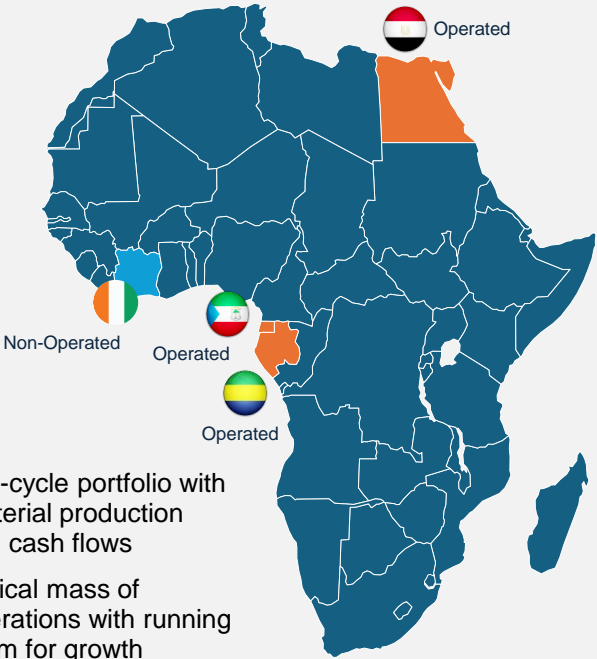 Operated
Non-Operated
Operated
Operated
-cycle portfolio with
terial production
cash flows
ical mass of
erations with running
m for growth